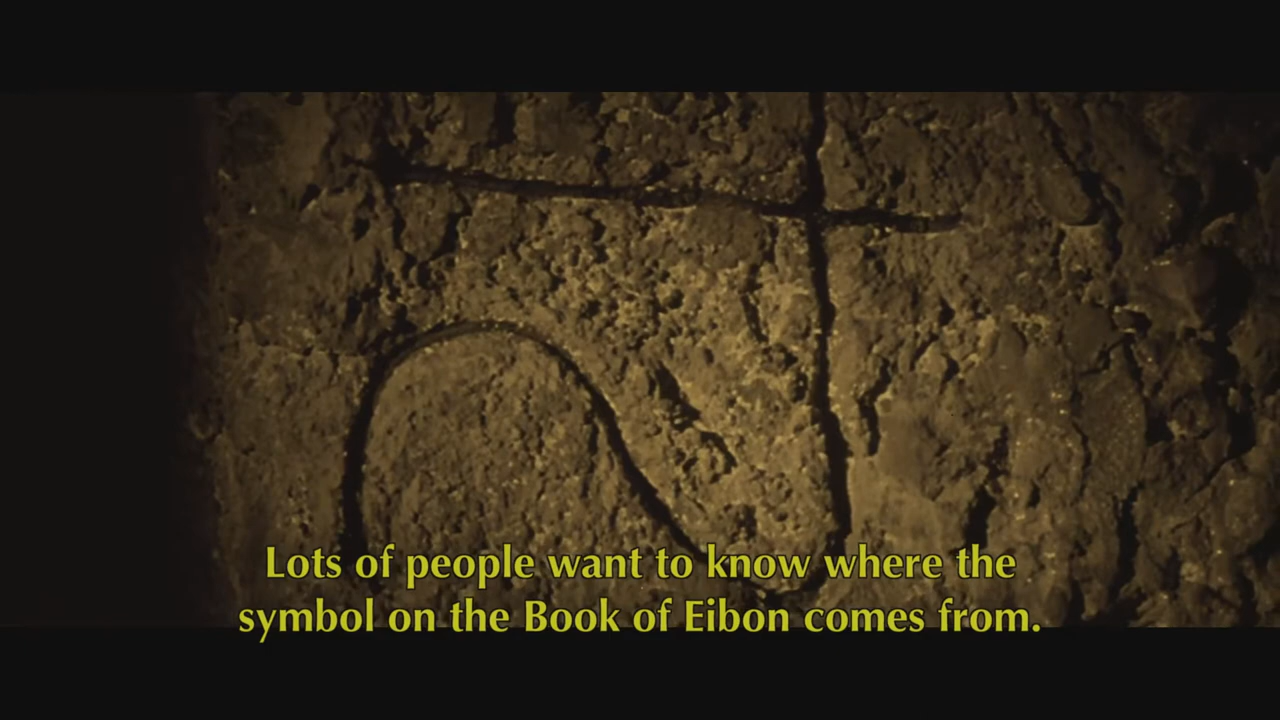 Lots of people want to know where the
symbol on the Book of Eibon comes from.